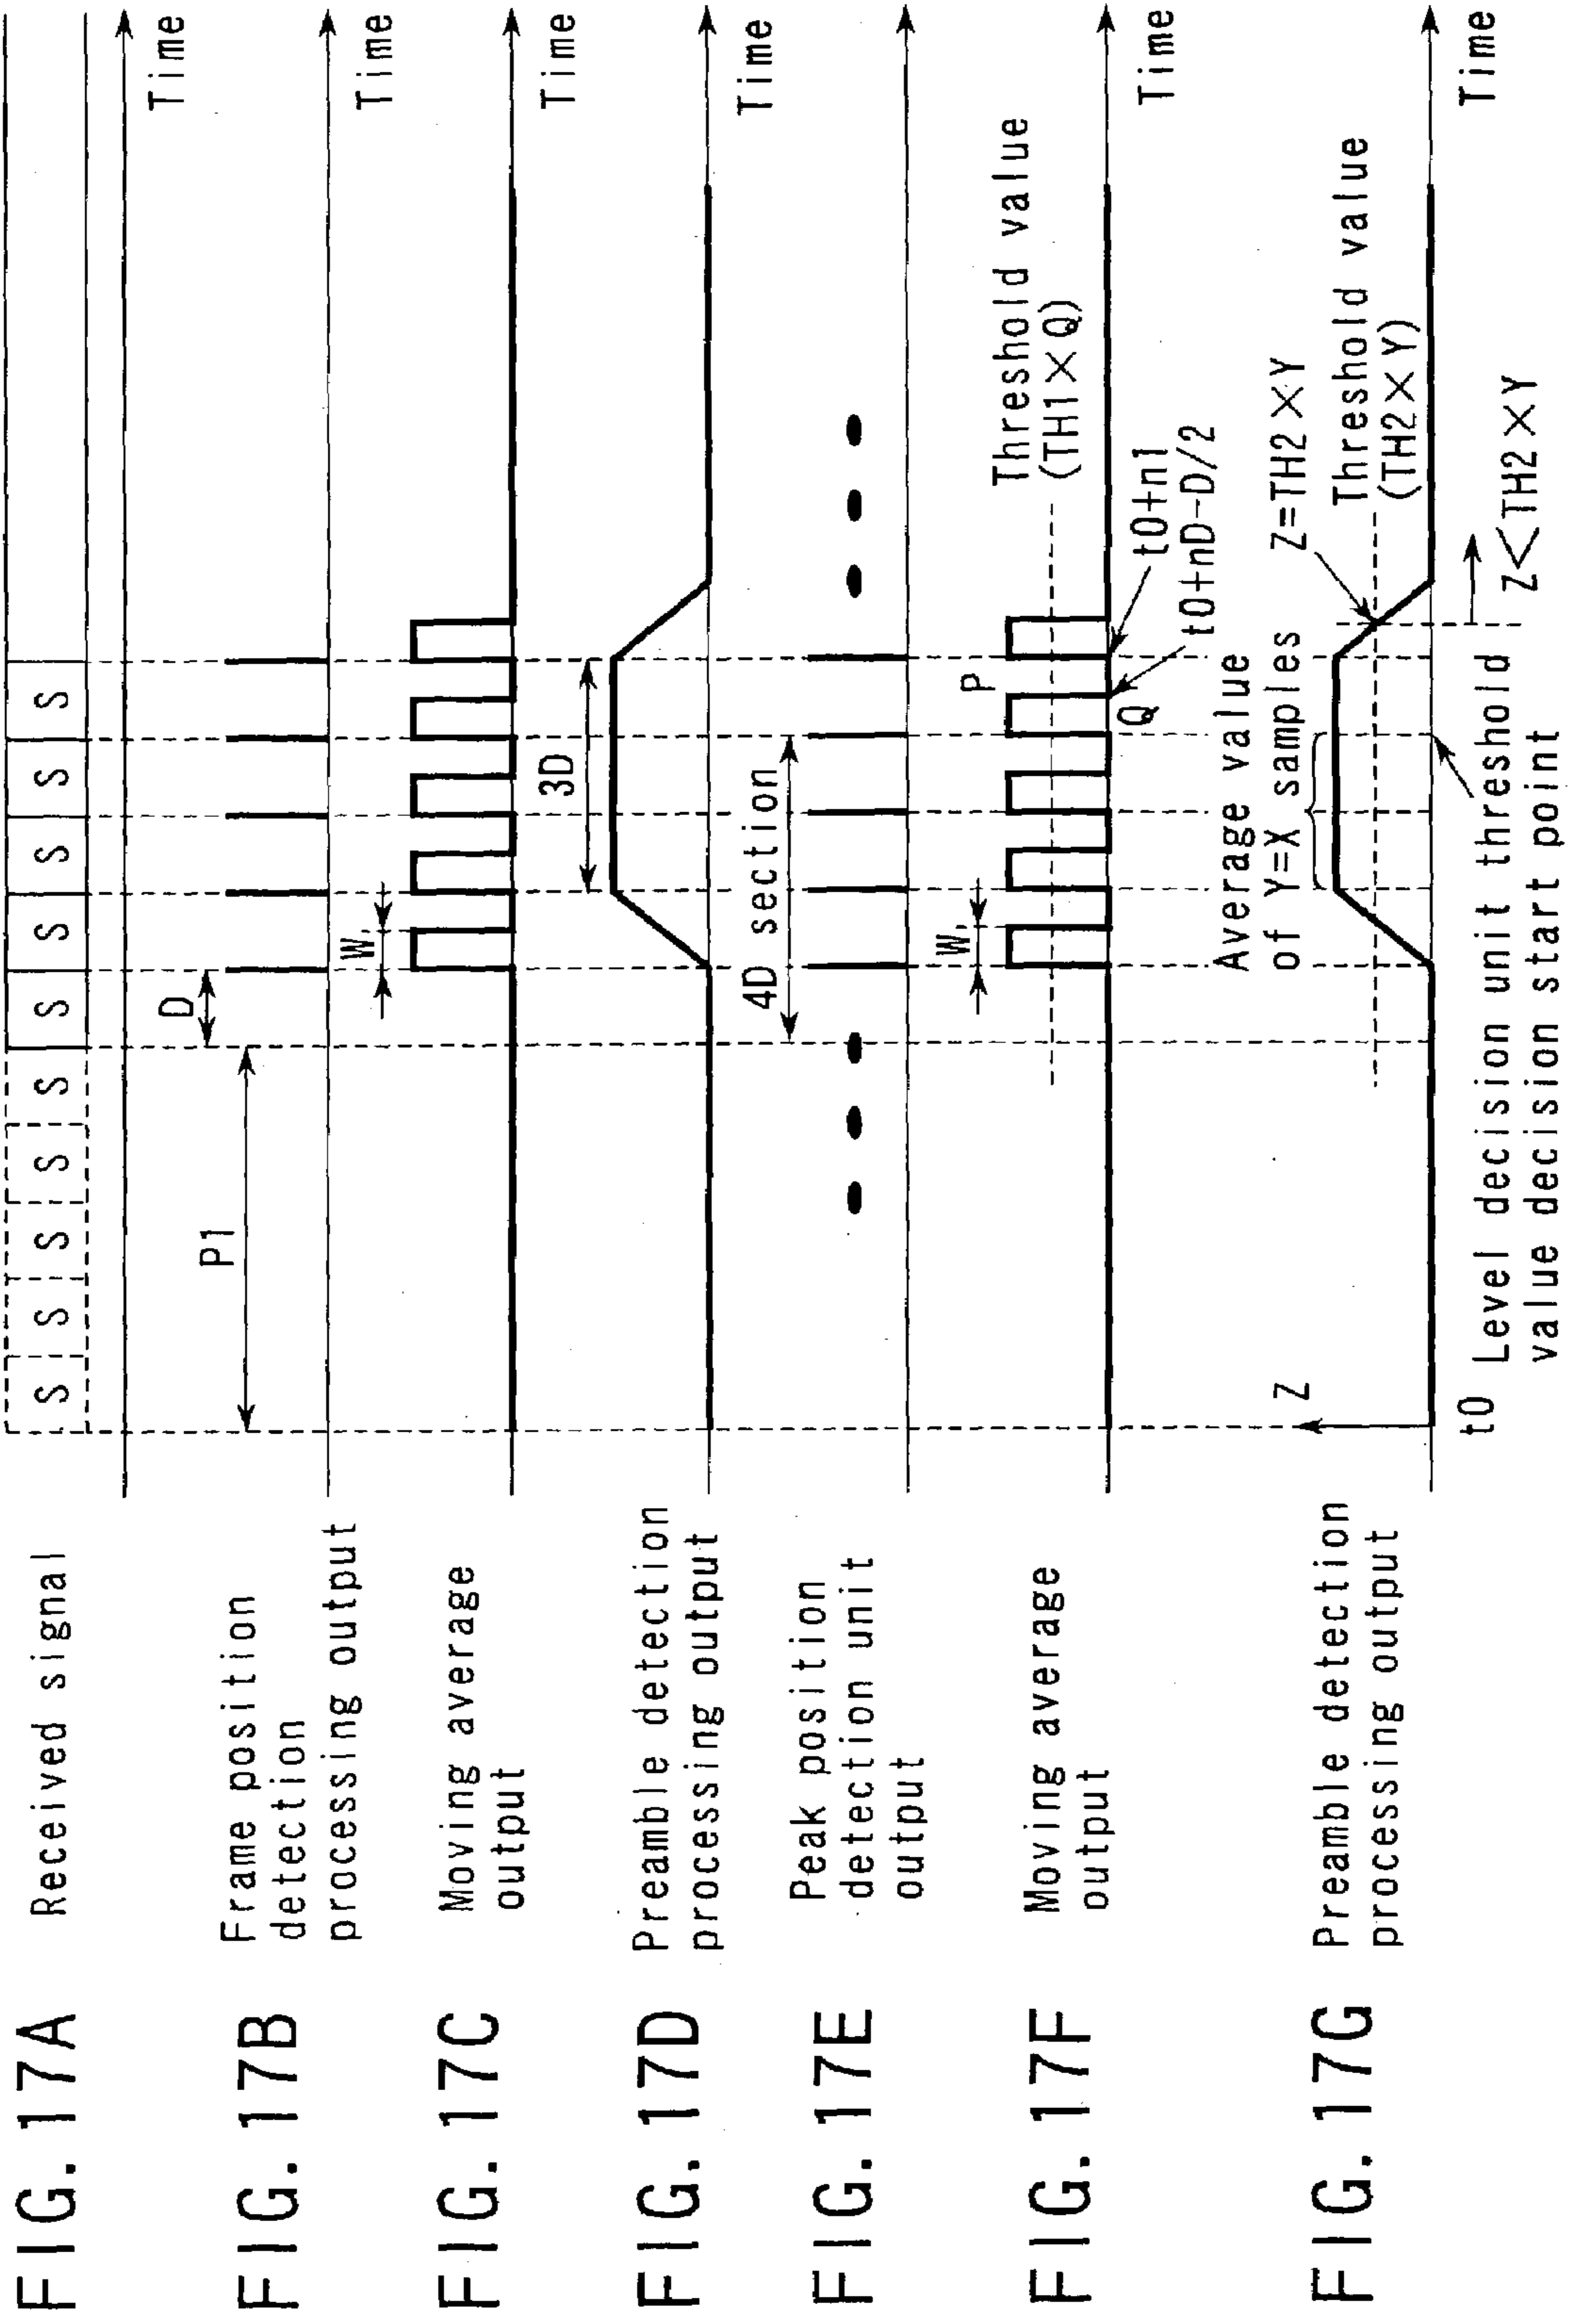 FIG. 17A
Received signal
S S S S S S S S S S
Time
FIG. 17B
Frame position
detection
processing output
P1
D
Time
FIG. 17C
Moving average
output
W
Time
FIG. 17D
Preamble detection
processing output
3D
Time
FIG. 17E
Peak position
detection unit
output
4D section
FIG. 17F
Moving average
output
W
P
Q
Threshold value
(TH1×Q)
t0+n1
t0+nD-D/2
Time
FIG. 17G
Preamble detection
processing output
Z
t0
Average value
of Y=X samples
Z=TH2×Y
Threshold value
(TH2×Y)
Time
Z<TH2×Y
Level decision unit threshold
value decision start point